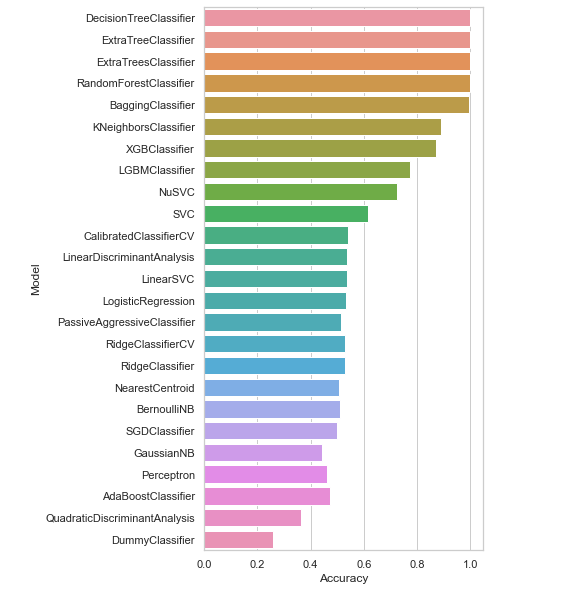 DecisionTreeClassifier
ExtraTreeClassifier
ExtraTreesClassifier
RandomForestClassifier
BaggingClassifier
KNeighborsClassifier
XGBClassifier
LGBMClassifier
NuSVC
SVC
CalibratedClassifierCV
LinearDiscriminantAnalysis
LinearSVC
LogisticRegression
PassiveAggressiveClassifier
RidgeClassifierCV
RidgeClassifier
NearestCentroid
BernoulliNB
SGDClassifier
GaussianNB
Perceptron
AdaBoostClassifier
QuadraticDiscriminantAnalysis
DummyClassifier
Model
0.0 0.2 0.4 0.6 0.8 1.0
Accuracy